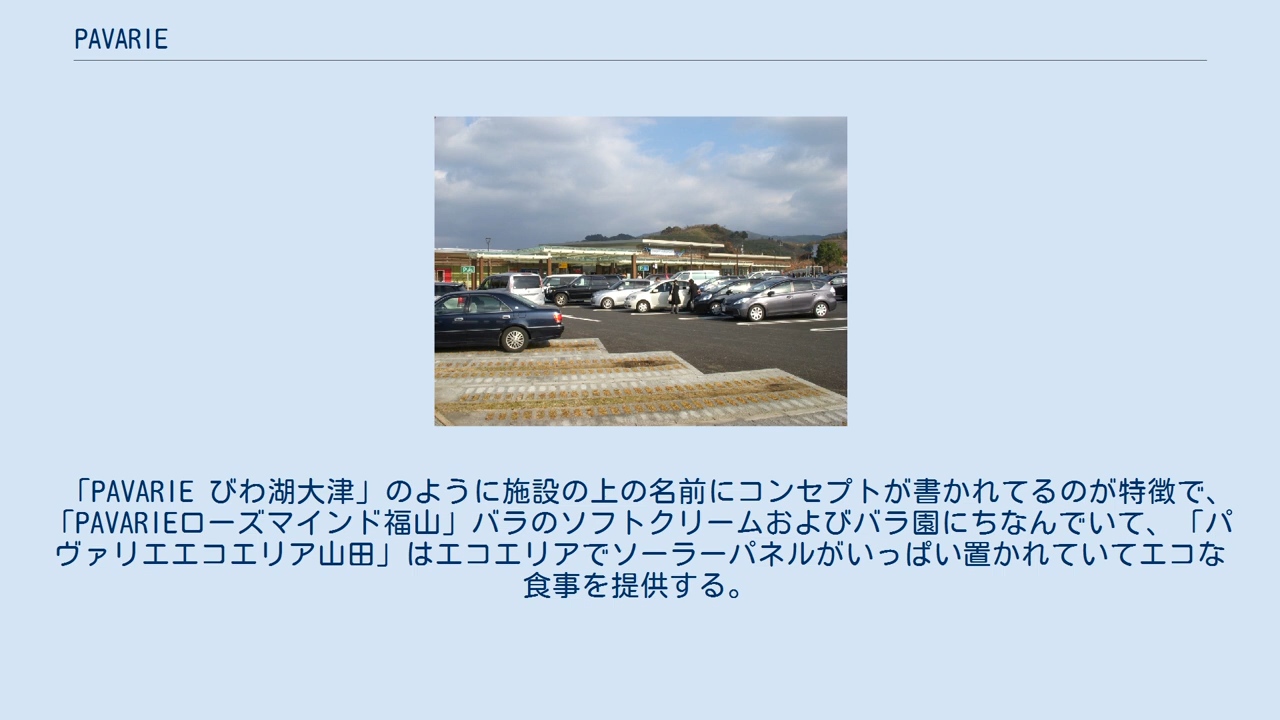 PAVARIE
「PAVARIE びわ湖大津」のように施設の上の名前にコンセプトが書かれてるのが特徴で、
「PAVARIEローズマインド福山」バラのソフトクリームおよびバラ園にちなんでいて、「パ
ヴァリエエコエリア山田」はエコエリアでソーラーパネルがいっぱい置かれていてエコな
食事を提供する。